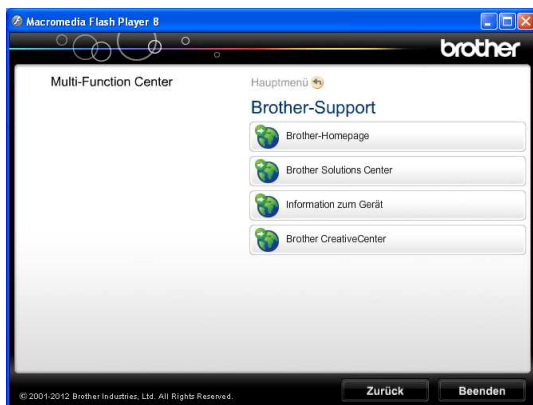 Macromedia Flash Player 8
brother
Multi-Function Center
Hauptmenü
Brother-Support
Brother-Homepage
Brother Solutions Center
Information zum Gerät
Brother CreativeCenter
© 2001-2012 Brother Industries, Ltd. All Rights Reserved.
Zurück
Beenden